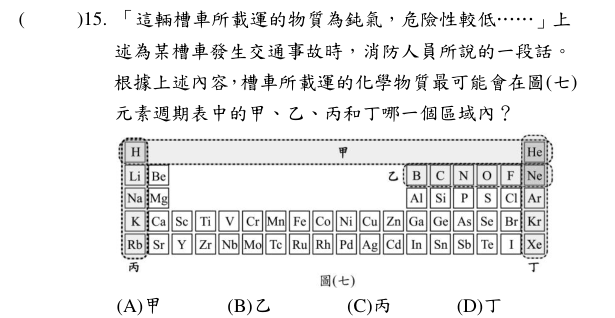 (　　)15. 「這輛槽車所載運的物質為鈍氣，危險性較低……」上
述為某槽車發生交通事故時，消防人員所說的一段話。
根據上述內容，槽車所載運的化學物質最可能會在圖(七)
元素週期表中的甲、乙、丙和丁哪一個區域內？
H 甲 He
Li Be 乙 B C N O F Ne
Na Mg Al Si P S Cl Ar
K Ca Sc Ti V Cr Mn Fe Co Ni Cu Zn Ga Ge As Se Br Kr
Rb Sr Y Zr Nb Mo Tc Ru Rh Pd Ag Cd In Sn Sb Te I Xe
丙 丁
圖(七)
(A)甲 (B)乙 (C)丙 (D)丁